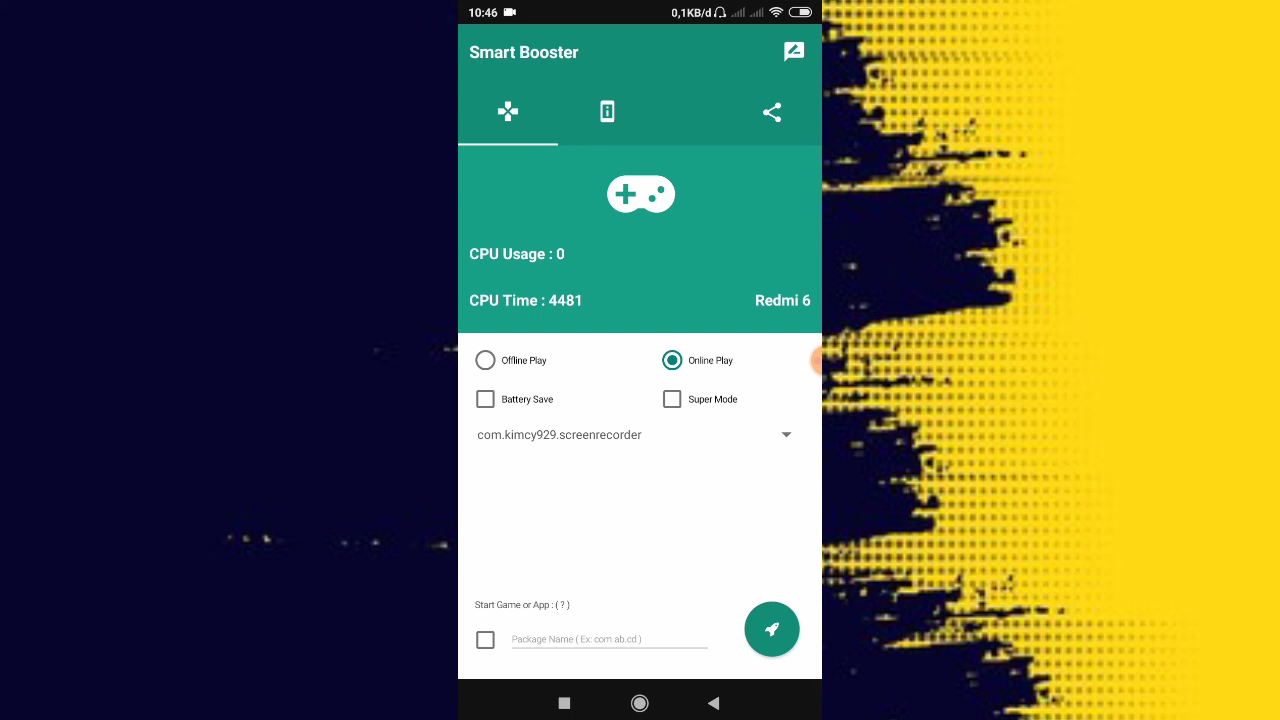 10:46 0,1KB/d
Smart Booster
CPU Usage : 0
CPU Time : 4481 Redmi 6
Offline Play Online Play
Battery Save Super Mode
com.kimcy929.screenrecorder
Start Game or App : ( ? )
Package Name ( Ex: com.ab.cd )